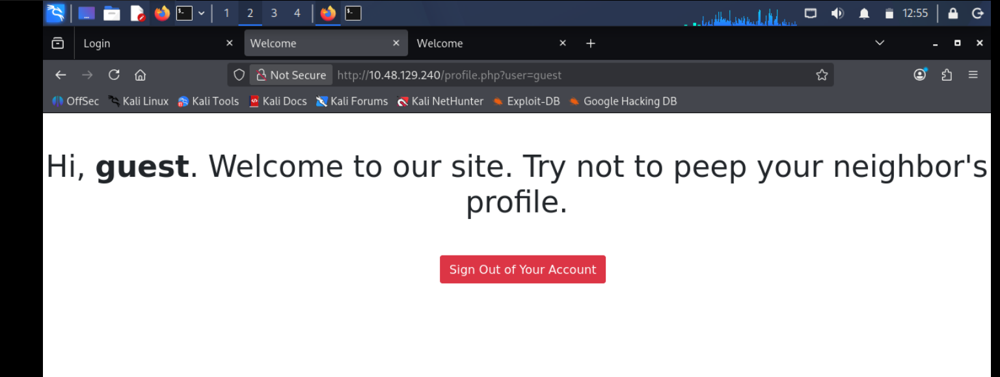 1 2 3 4 12:55
Login Welcome Welcome
Not Secure http://10.48.129.240/profile.php?user=guest
OffSec Kali Linux Kali Tools Kali Docs Kali Forums Kali NetHunter Exploit-DB Google Hacking DB
Hi, guest. Welcome to our site. Try not to peep your neighbor's
profile.
Sign Out of Your Account